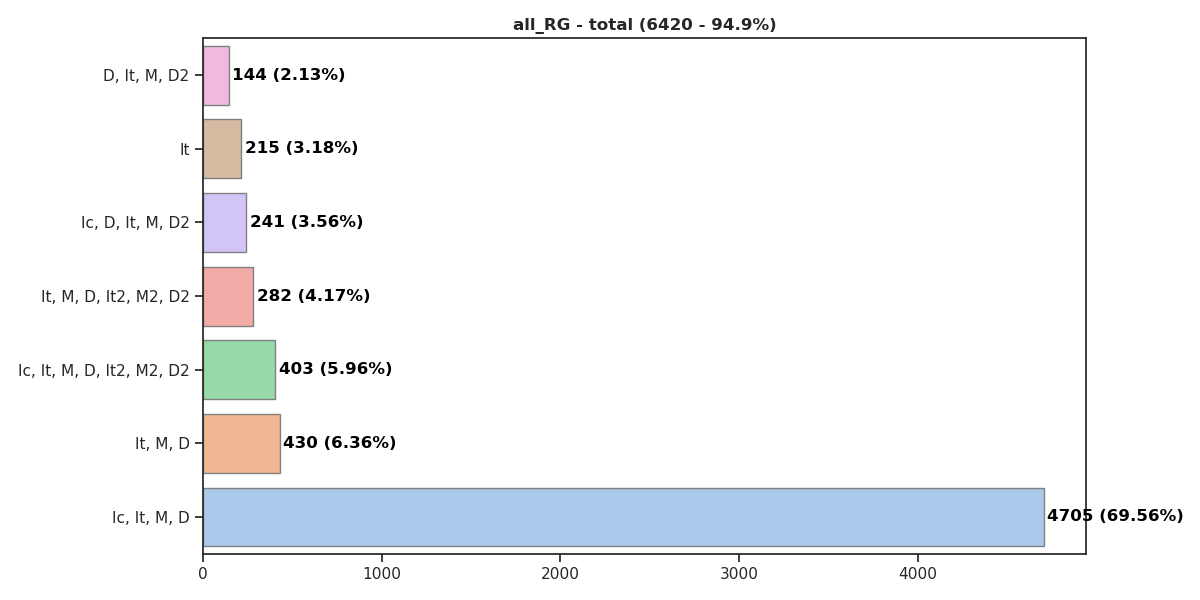 all_RG - total (6420 - 94.9%)
D, It, M, D2
144 (2.13%)
It
215 (3.18%)
Ic, D, It, M, D2
241 (3.56%)
It, M, D, It2, M2, D2
282 (4.17%)
Ic, It, M, D, It2, M2, D2
403 (5.96%)
It, M, D
430 (6.36%)
Ic, It, M, D
4705 (69.56%)
0 1000 2000 3000 4000